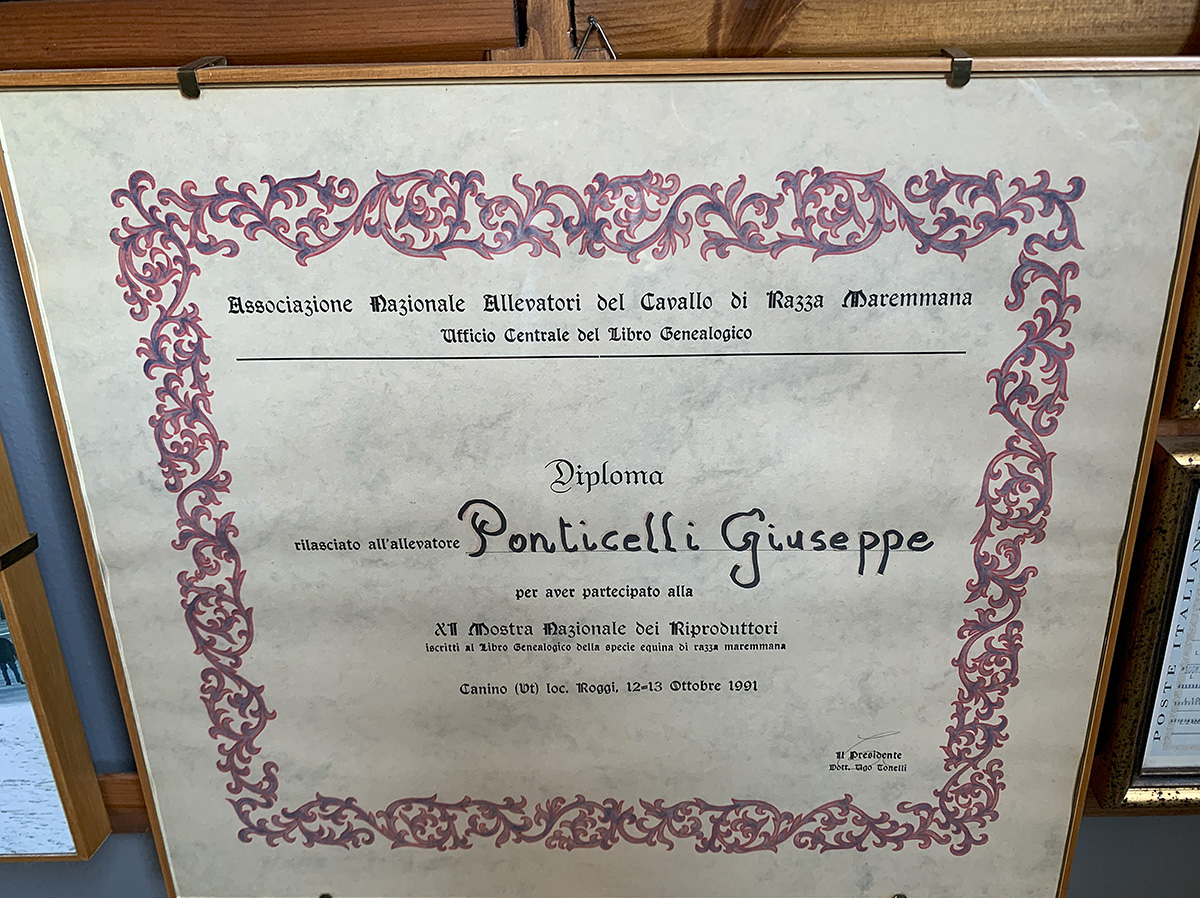 Associazione Nazionale Allevatori del Cavallo di Razza Maremmana
Ufficio Centrale del Libro Genealogico
Diploma
rilasciato all'allevatore Ponticelli Giuseppe
per aver partecipato alla
XI Mostra Nazionale dei Riproduttori
iscritti al Libro Genealogico della specie equina di razza maremmana
Canino (Vt) loc. Roggi, 12-13 Ottobre 1991
Il Presidente
Dott. Ugo Tonelli
POSTE ITALIAN